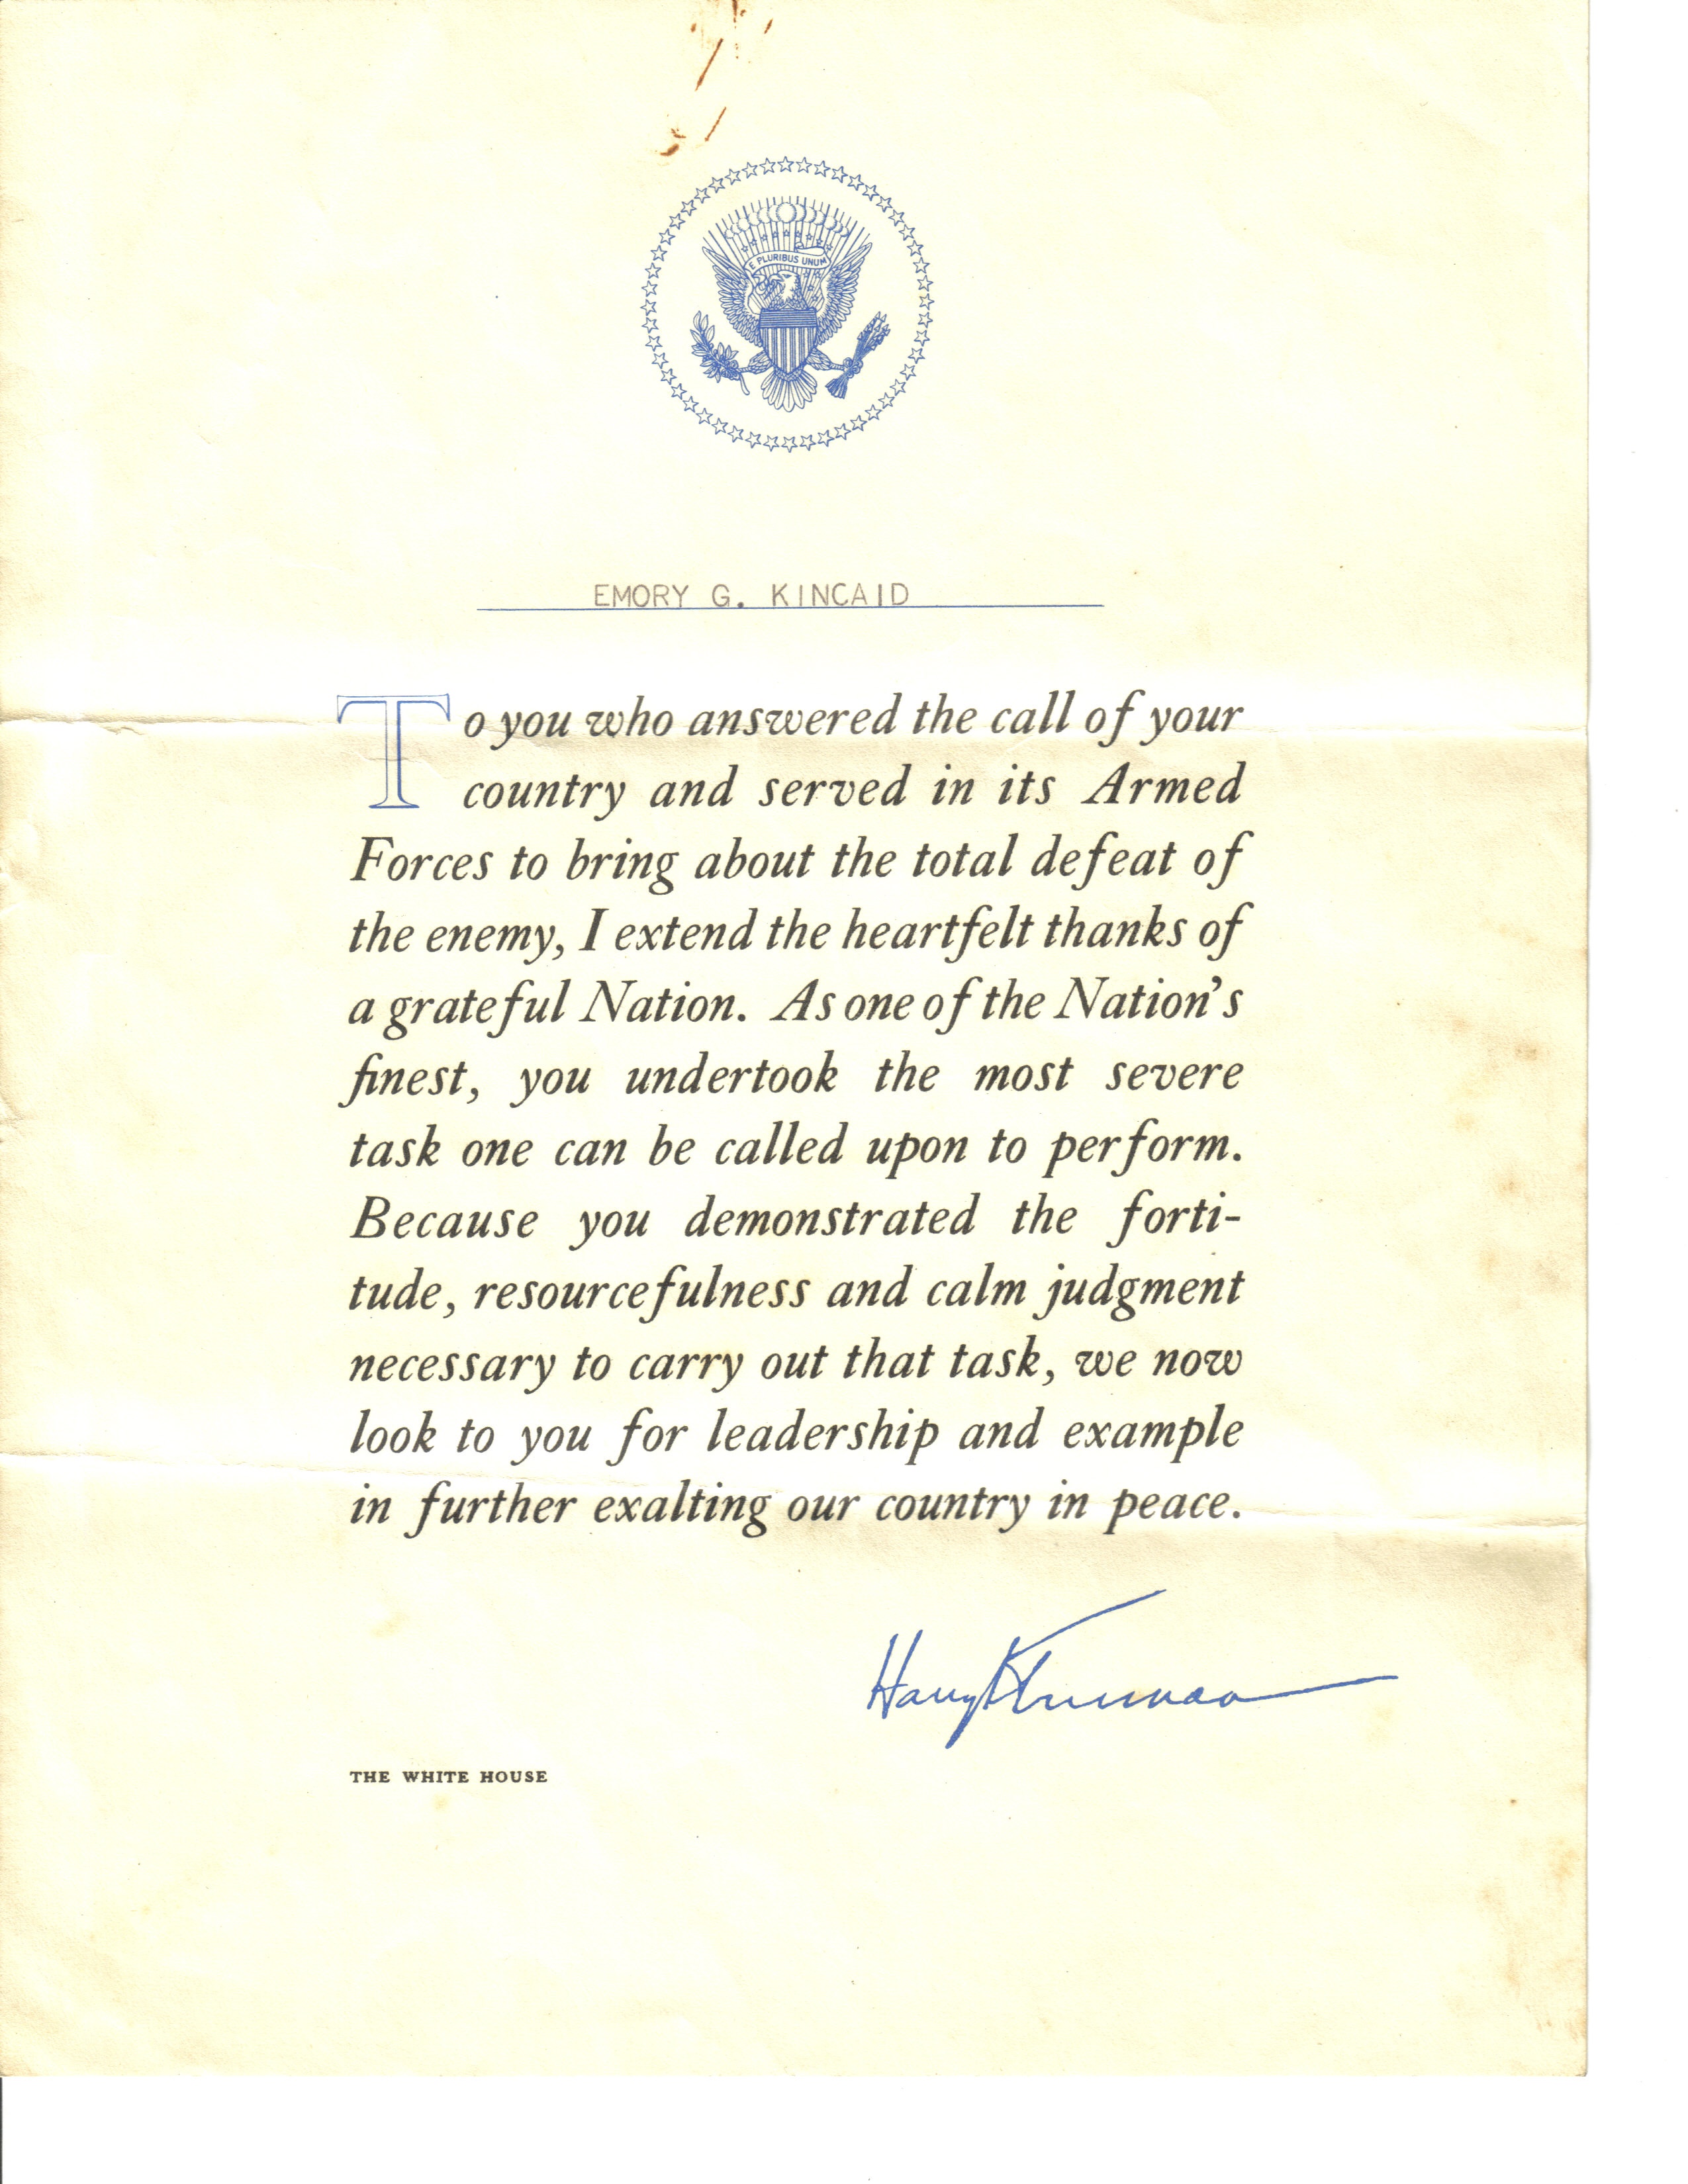 E PLURIBUS UNUM
EMORY G. KINCAID
To you who answered the call of your
country and served in its Armed
Forces to bring about the total defeat of
the enemy, I extend the heartfelt thanks of
a grateful Nation. As one of the Nation's
finest, you undertook the most severe
task one can be called upon to perform.
Because you demonstrated the forti-
tude, resourcefulness and calm judgment
necessary to carry out that task, we now
look to you for leadership and example
in further exalting our country in peace.
Harry S Truman
THE WHITE HOUSE